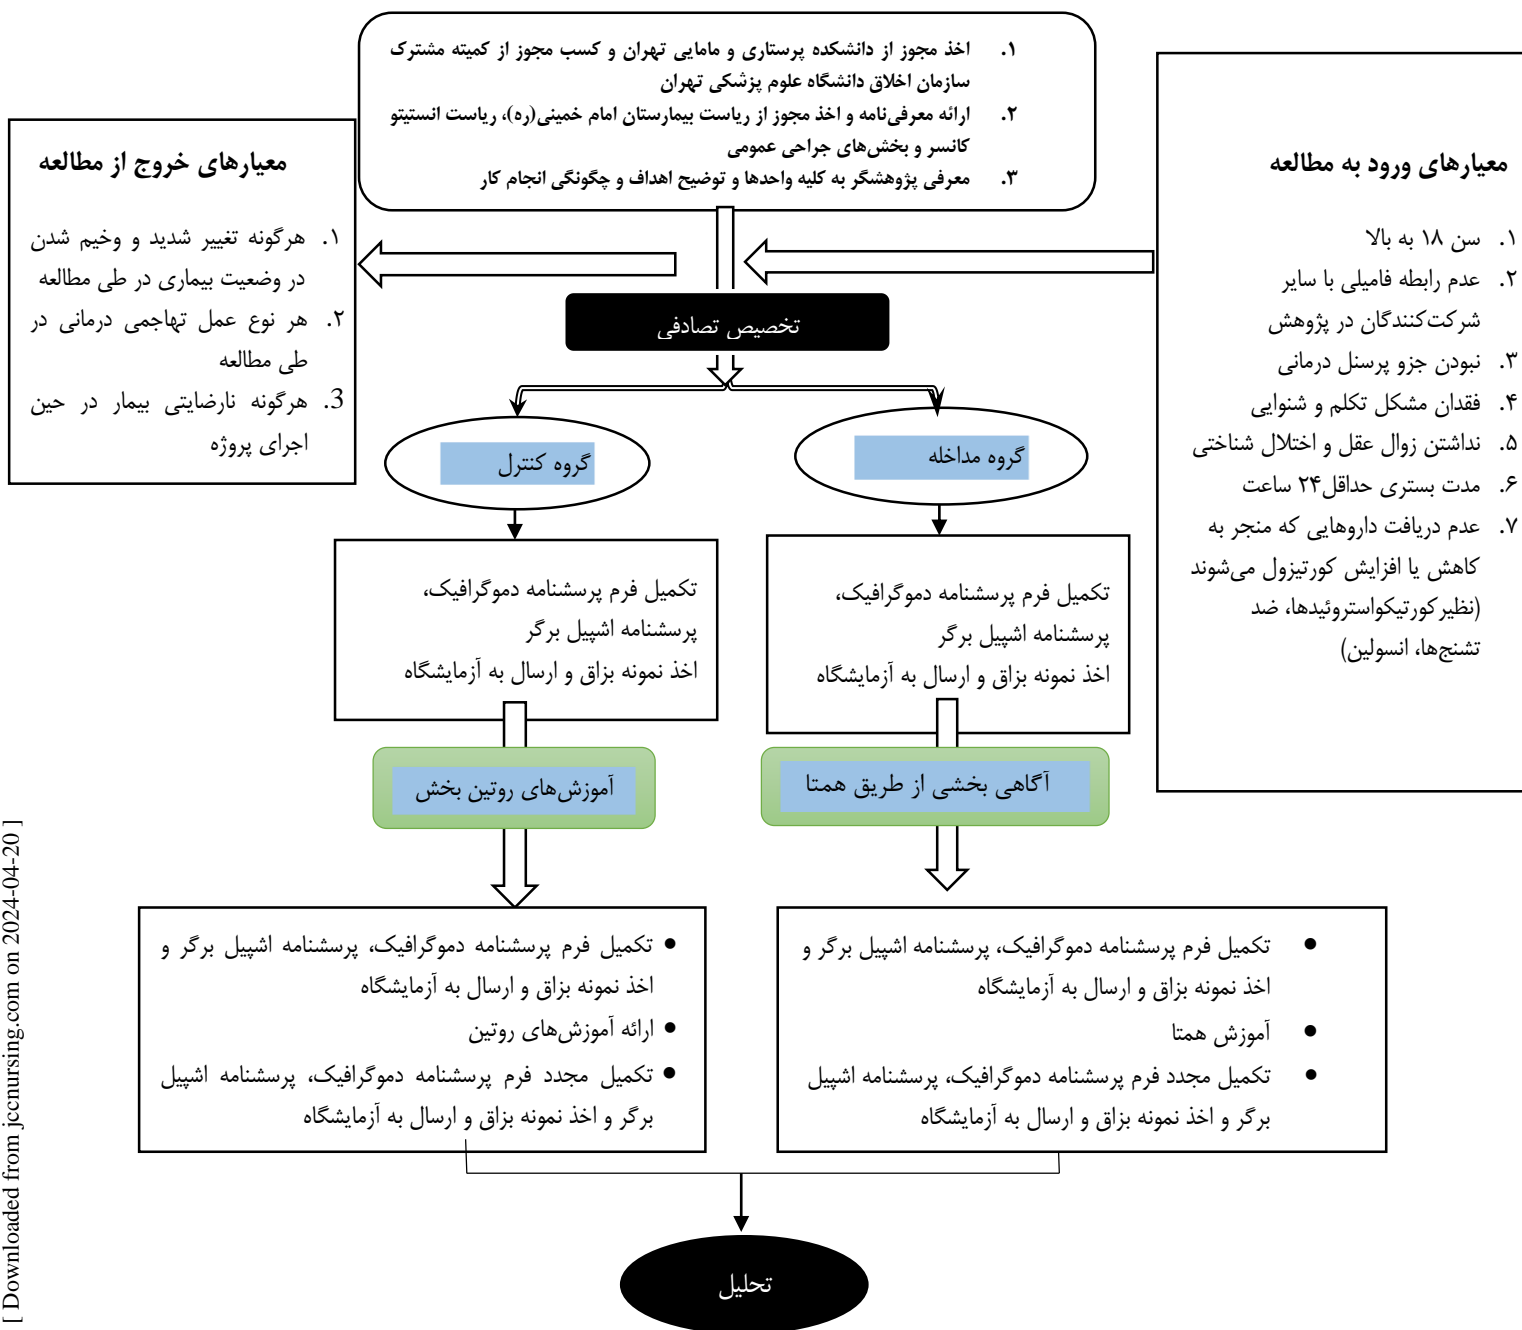 ۱. اخذ مجوز از دانشکده پرستاری و مامایی تهران و کسب مجوز از کمیته مشترک
سازمان اخلاق دانشگاه علوم پزشکی تهران
۲. ارائه معرفی‌نامه و اخذ مجوز از ریاست بیمارستان امام خمینی(ره)، ریاست انستیتو
کانسر و بخش‌های جراحی عمومی
۳. معرفی پژوهشگر به کلیه واحدها و توضیح اهداف و چگونگی انجام کار
معیارهای ورود به مطالعه
۱. سن ۱۸ به بالا
۲. عدم رابطه فامیلی با سایر
شرکت‌کنندگان در پژوهش
۳. نبودن جزو پرسنل درمانی
۴. فقدان مشکل تکلم و شنوایی
۵. نداشتن زوال عقل و اختلال شناختی
۶. مدت بستری حداقل۲۴ ساعت
۷. عدم دریافت داروهایی که منجر به
کاهش یا افزایش کورتیزول می‌شوند
(نظیرکورتیکواستروئیدها، ضد
تشنج‌ها، انسولین)
معیارهای خروج از مطالعه
۱. هرگونه تغییر شدید و وخیم شدن
در وضعیت بیماری در طی مطالعه
۲. هر نوع عمل تهاجمی درمانی در
طی مطالعه
3. هرگونه نارضایتی بیمار در حین
اجرای پروژه
تخصیص تصادفی
گروه مداخله
گروه کنترل
تکمیل فرم پرسشنامه دموگرافیک،
پرسشنامه اشپیل برگر
اخذ نمونه بزاق و ارسال به آزمایشگاه
تکمیل فرم پرسشنامه دموگرافیک،
پرسشنامه اشپیل برگر
اخذ نمونه بزاق و ارسال به آزمایشگاه
آگاهی بخشی از طریق همتا
آموزش‌های روتین بخش
• تکمیل فرم پرسشنامه دموگرافیک، پرسشنامه اشپیل برگر و
اخذ نمونه بزاق و ارسال به آزمایشگاه
• آموزش همتا
• تکمیل مجدد فرم پرسشنامه دموگرافیک، پرسشنامه اشپیل
برگر و اخذ نمونه بزاق و ارسال به آزمایشگاه
• تکمیل فرم پرسشنامه دموگرافیک، پرسشنامه اشپیل برگر و
اخذ نمونه بزاق و ارسال به آزمایشگاه
• ارائه آموزش‌های روتین
• تکمیل مجدد فرم پرسشنامه دموگرافیک، پرسشنامه اشپیل
برگر و اخذ نمونه بزاق و ارسال به آزمایشگاه
تحلیل
[ Downloaded from jccnursing.com on 2024-04-20 ]